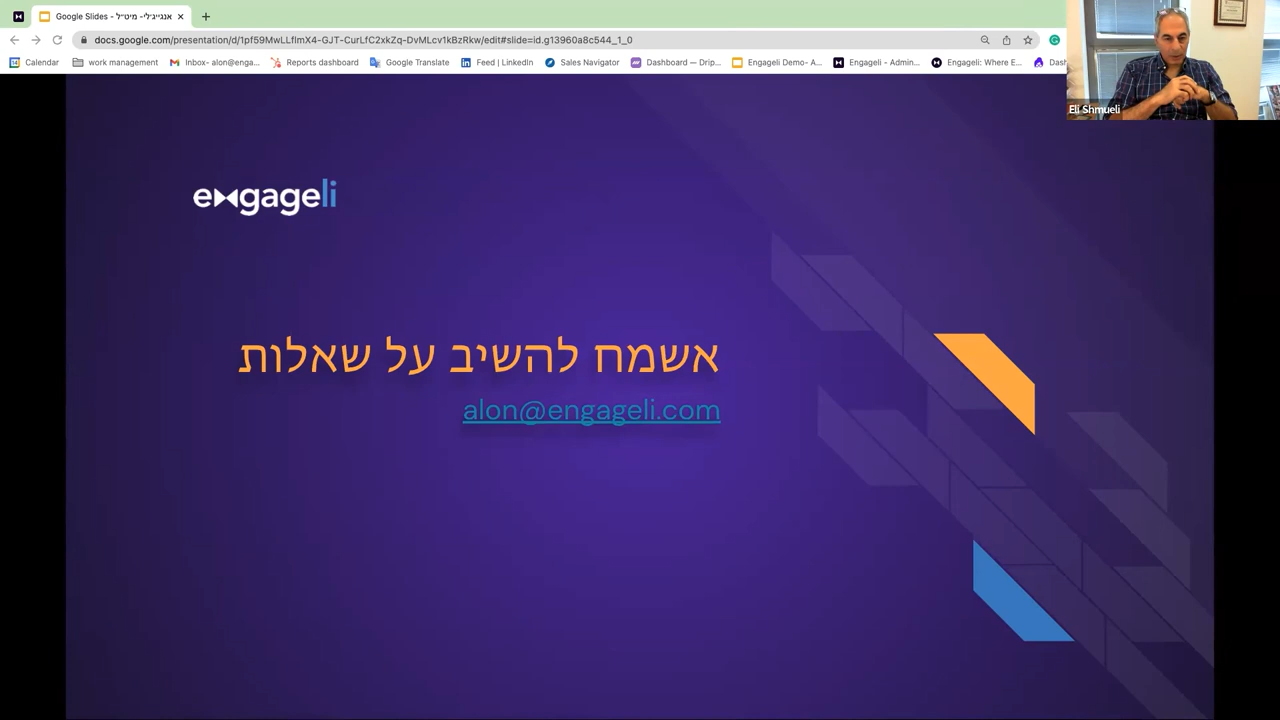 Google Slides - אנגייג'לי- מיט"ל
docs.google.com/presentation/d/1pf59MwLLfImX4-GJT-CurLfC2xkZq-DvMLcv1kBzRkw/edit#slide=id.g13960a8c544_1_0
Calendar
work management
Inbox- alon@enga...
Reports dashboard
Google Translate
Feed | LinkedIn
Sales Navigator
Dashboard — Drip...
Engageli Demo- A...
Engageli - Admin...
Engageli: Where E...
Eli Shmueli
engageli
אשמח להשיב על שאלות
alon@engageli.com